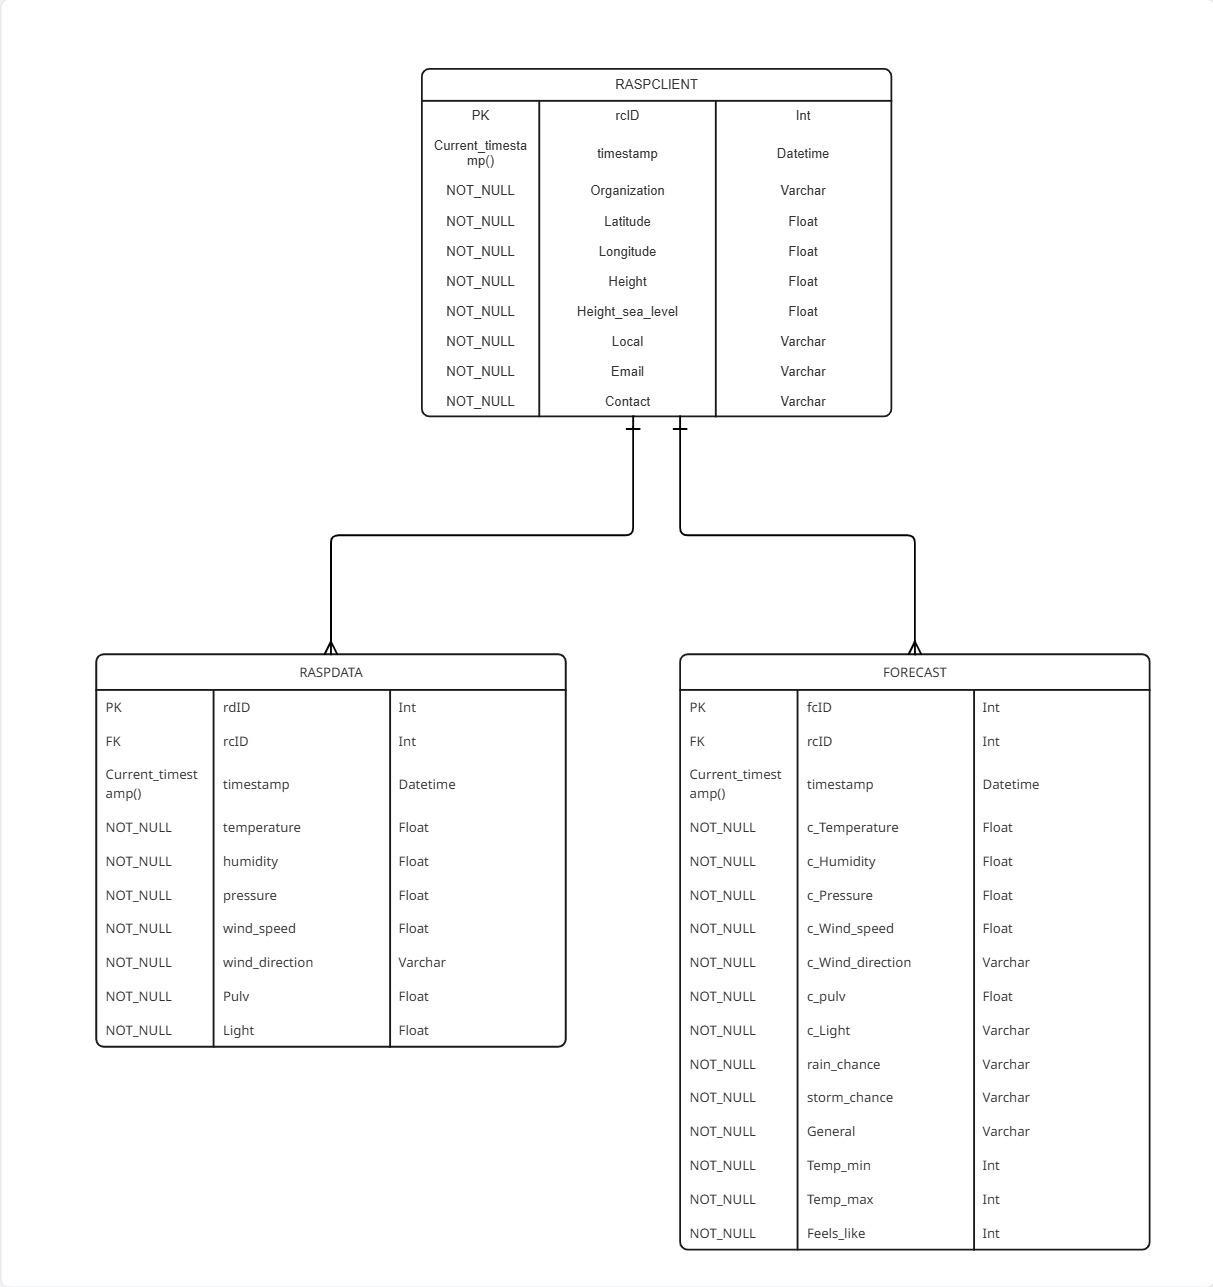 RASPCLIENT
PK rcID Int
Current_timesta
mp() timestamp Datetime
NOT_NULL Organization Varchar
NOT_NULL Latitude Float
NOT_NULL Longitude Float
NOT_NULL Height Float
NOT_NULL Height_sea_level Float
NOT_NULL Local Varchar
NOT_NULL Email Varchar
NOT_NULL Contact Varchar
RASPDATA
PK rdID Int
FK rcID Int
Current_timest
amp() timestamp Datetime
NOT_NULL temperature Float
NOT_NULL humidity Float
NOT_NULL pressure Float
NOT_NULL wind_speed Float
NOT_NULL wind_direction Varchar
NOT_NULL Pulv Float
NOT_NULL Light Float
FORECAST
PK fcID Int
FK rcID Int
Current_timest
amp() timestamp Datetime
NOT_NULL c_Temperature Float
NOT_NULL c_Humidity Float
NOT_NULL c_Pressure Float
NOT_NULL c_Wind_speed Float
NOT_NULL c_Wind_direction Varchar
NOT_NULL c_pulv Float
NOT_NULL c_Light Varchar
NOT_NULL rain_chance Varchar
NOT_NULL storm_chance Varchar
NOT_NULL General Varchar
NOT_NULL Temp_min Int
NOT_NULL Temp_max Int
NOT_NULL Feels_like Int